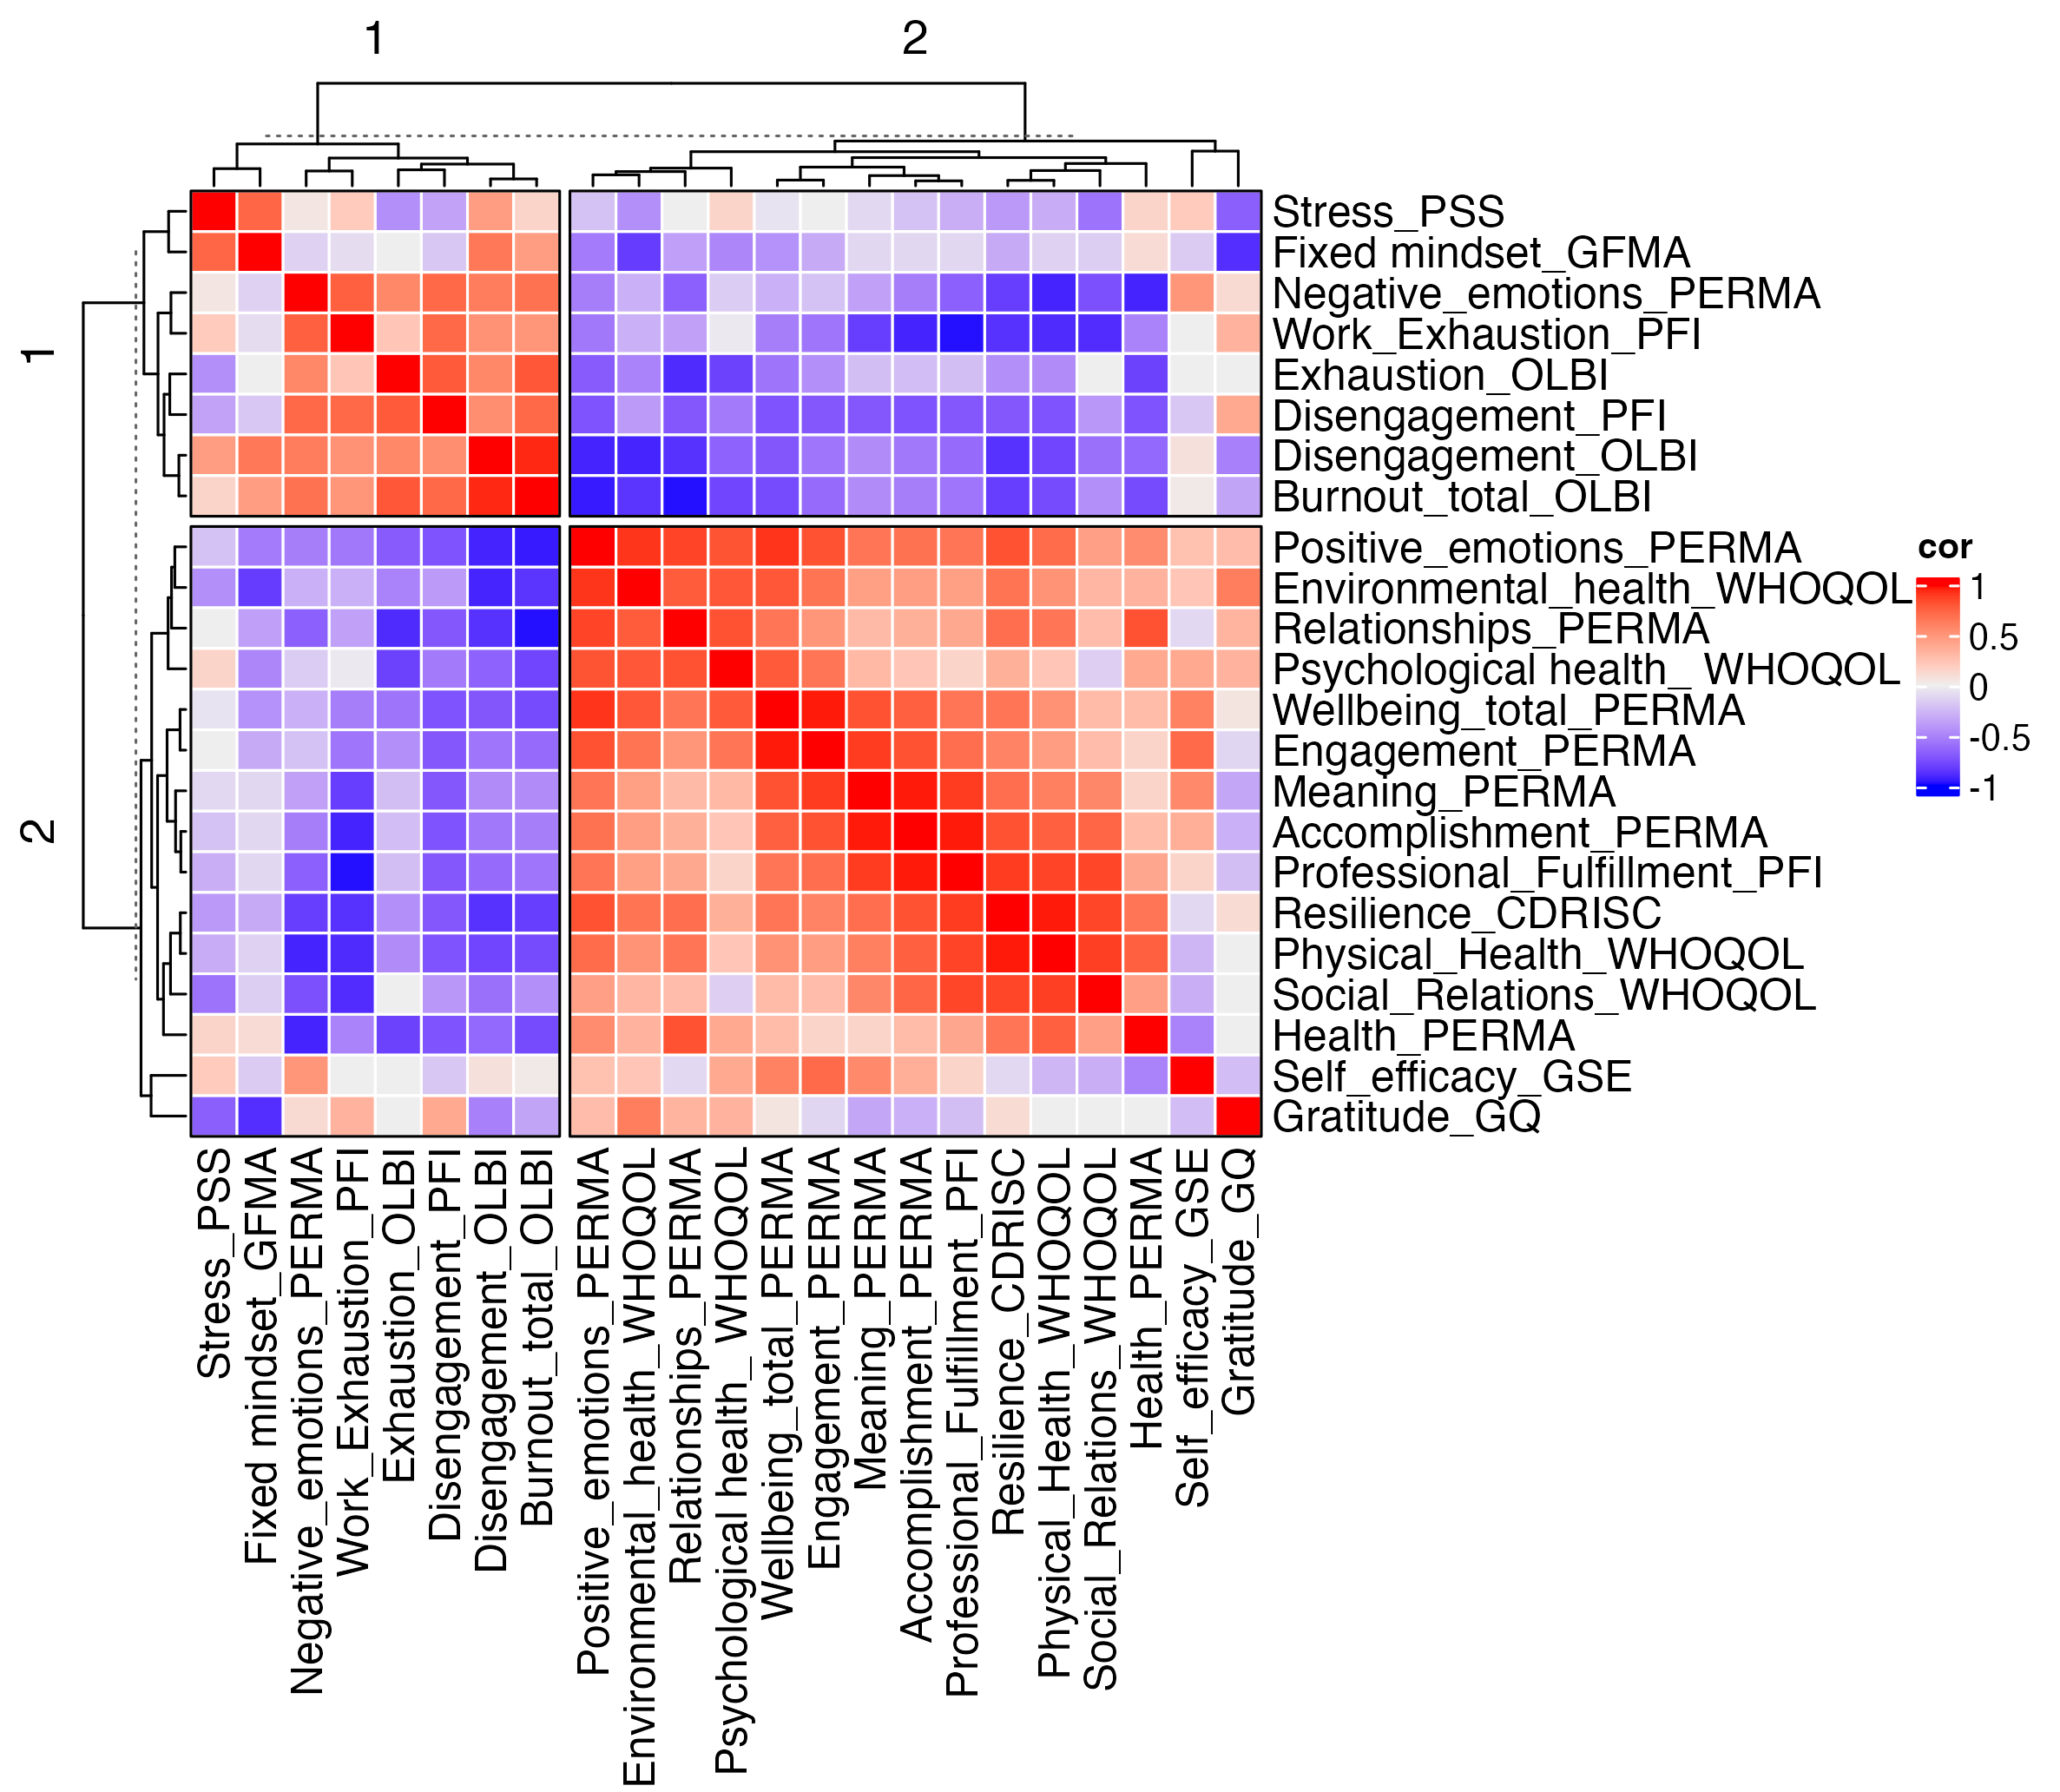 1
2
1
2
Stress_PSS
Fixed mindset_GFMA
Negative_emotions_PERMA
Work_Exhaustion_PFI
Exhaustion_OLBI
Disengagement_PFI
Disengagement_OLBI
Burnout_total_OLBI
Positive_emotions_PERMA
Environmental_health_WHOQOL
Relationships_PERMA
Psychological health_ WHOQOL
Wellbeing_total_PERMA
Engagement_PERMA
Meaning_PERMA
Accomplishment_PERMA
Professional_Fulfillment_PFI
Resilience_CDRISC
Physical_Health_WHOQOL
Social_Relations_WHOQOL
Health_PERMA
Self_efficacy_GSE
Gratitude_GQ
cor
1
0.5
0
-0.5
-1
Stress_PSS
Fixed mindset_GFMA
Negative_emotions_PERMA
Work_Exhaustion_PFI
Exhaustion_OLBI
Disengagement_PFI
Disengagement_OLBI
Burnout_total_OLBI
Positive_emotions_PERMA
Environmental_health_WHOQOL
Relationships_PERMA
Psychological health_ WHOQOL
Wellbeing_total_PERMA
Engagement_PERMA
Meaning_PERMA
Accomplishment_PERMA
Professional_Fulfillment_PFI
Resilience_CDRISC
Physical_Health_WHOQOL
Social_Relations_WHOQOL
Health_PERMA
Self_efficacy_GSE
Gratitude_GQ